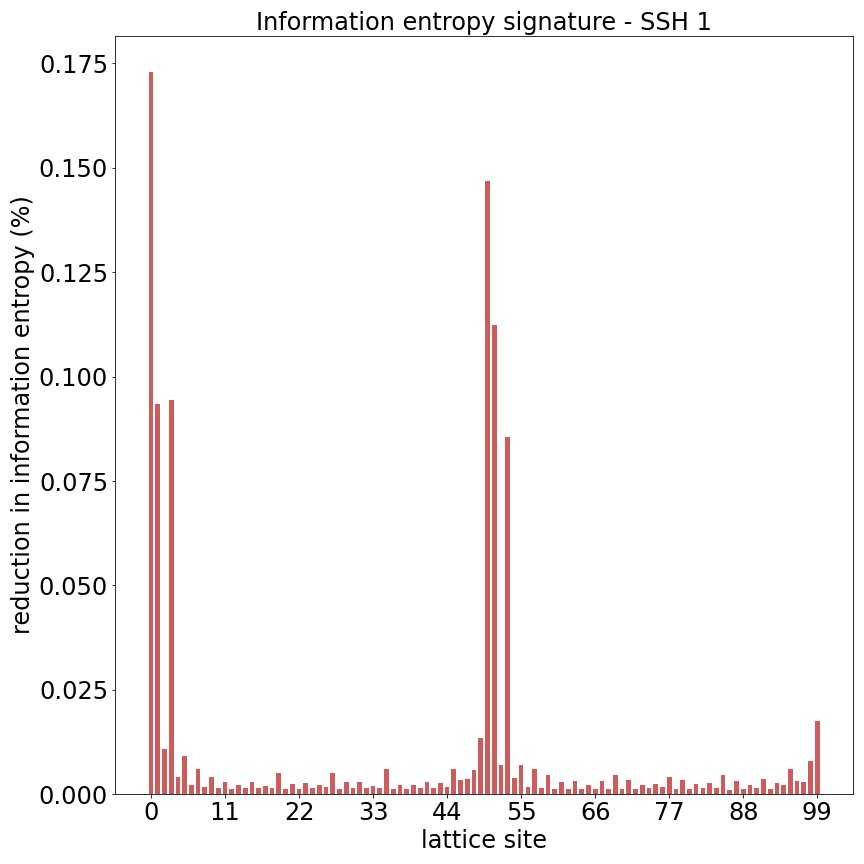 Information entropy signature - SSH 1
reduction in information entropy (%)
0.175
0.150
0.125
0.100
0.075
0.050
0.025
0.000
0 11 22 33 44 55 66 77 88 99
lattice site